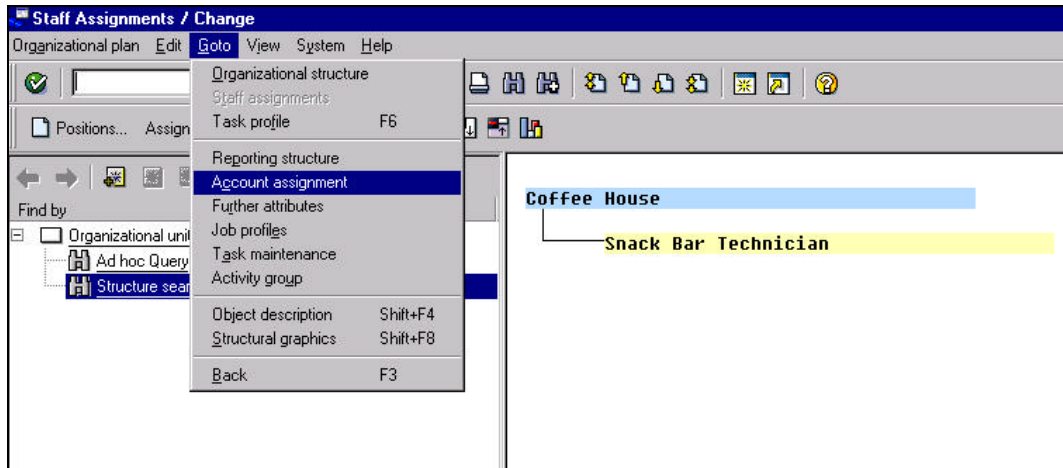 Staff Assignments / Change
Organizational plan Edit Goto View System Help
Organizational structure
Staff assignments
Task profile F6
Positions... Assign
Reporting structure
Account assignment
Further attributes
Job profiles
Task maintenance
Activity group
Object description Shift+F4
Structural graphics Shift+F8
Back F3
Find by
Organizational unit
Ad hoc Query
Structure sear
Coffee House
Snack Bar Technician